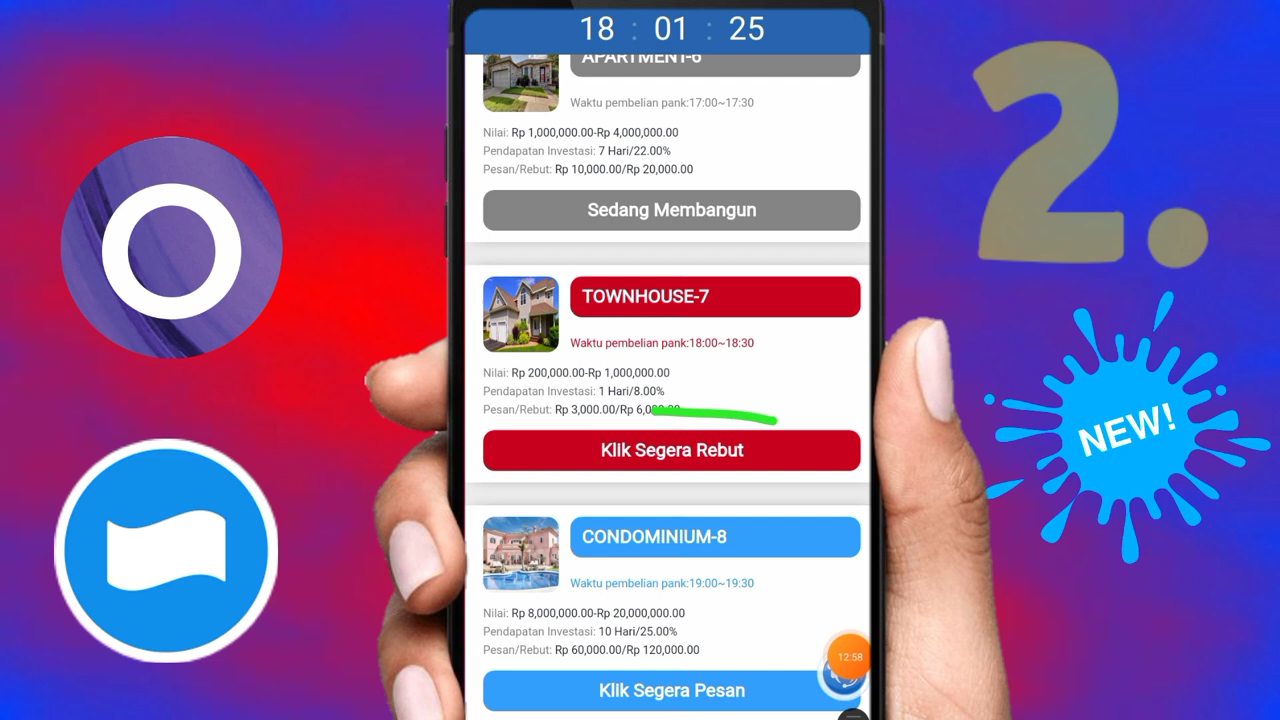 18 : 01 : 25
APARTMENT-6
Waktu pembelian pank:17:00~17:30
Nilai: Rp 1,000,000.00-Rp 4,000,000.00
Pendapatan Investasi: 7 Hari/22.00%
Pesan/Rebut: Rp 10,000.00/Rp 20,000.00
Sedang Membangun
TOWNHOUSE-7
Waktu pembelian pank:18:00~18:30
Nilai: Rp 200,000.00-Rp 1,000,000.00
Pendapatan Investasi: 1 Hari/8.00%
Pesan/Rebut: Rp 3,000.00/Rp 6,000.00
Klik Segera Rebut
CONDOMINIUM-8
Waktu pembelian pank:19:00~19:30
Nilai: Rp 8,000,000.00-Rp 20,000,000.00
Pendapatan Investasi: 10 Hari/25.00%
Pesan/Rebut: Rp 60,000.00/Rp 120,000.00
12:58
Klik Segera Pesan
2.
NEW!